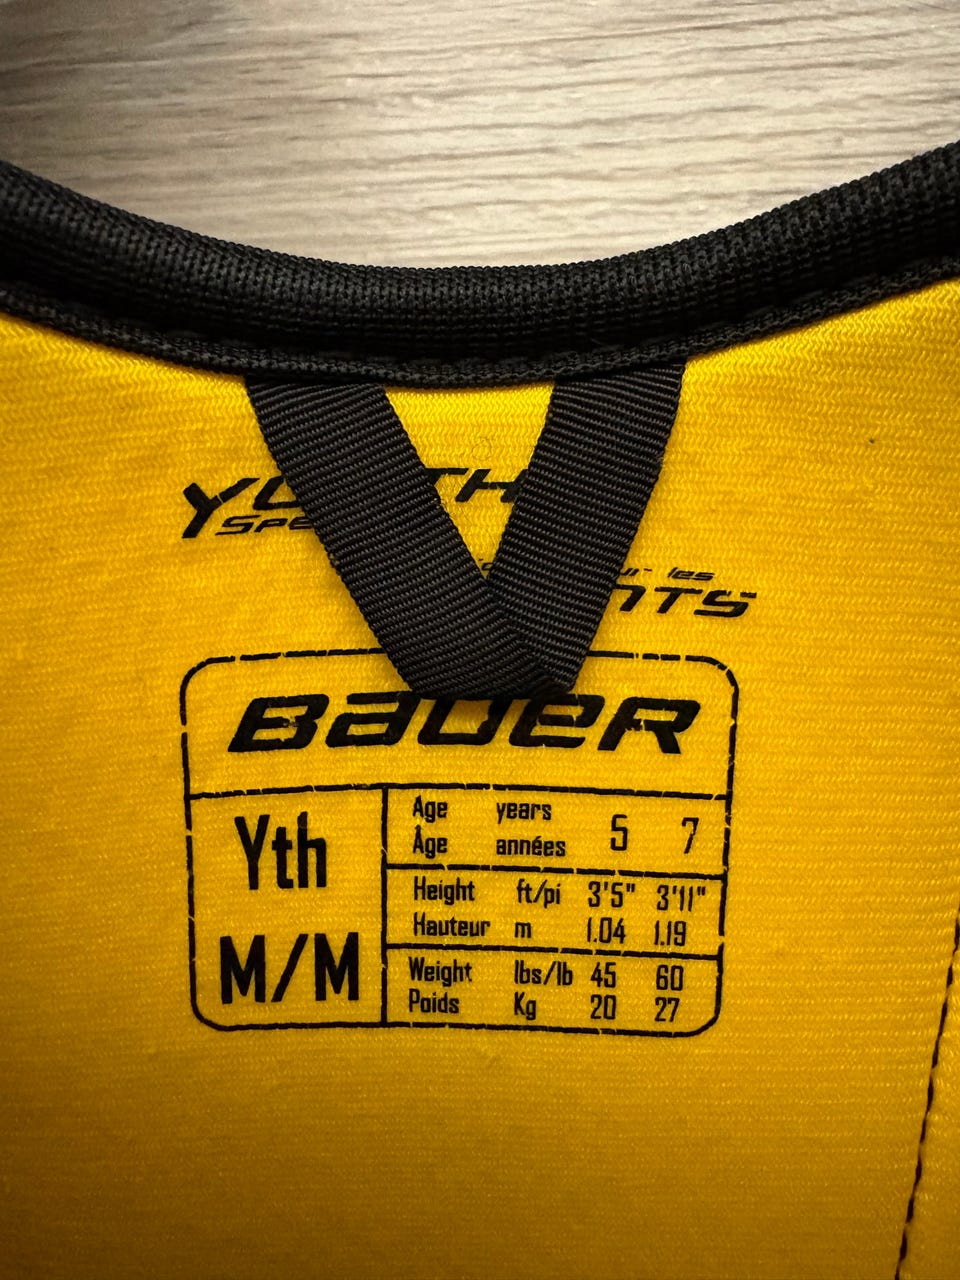 les
BAUER
Yth
M/M
Age years 5 7
Âge années
Height ft/pi 3'5" 3'11"
Hauteur m 1.04 1.19
Weight lbs/lb 45 60
Poids Kg 20 27